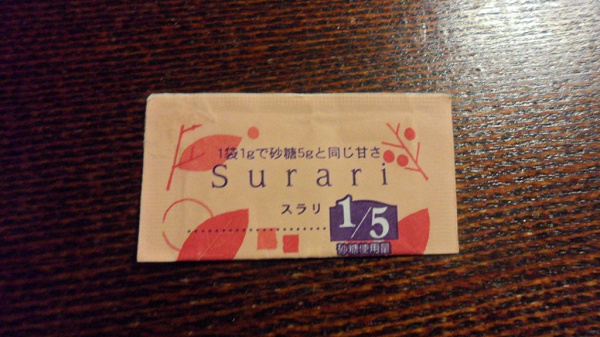 1袋1gで砂糖5gと同じ甘さ
Surari
スラリ
1/5
砂糖使用量